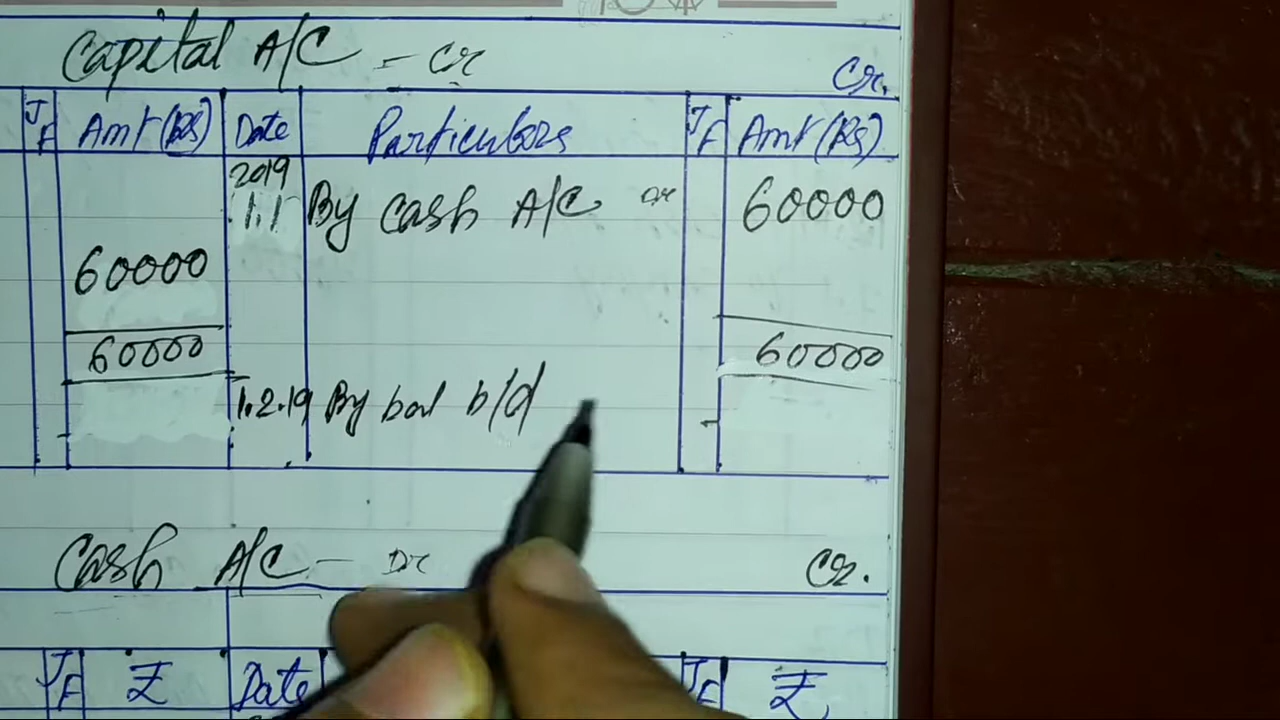 Capital A/C - Cr
Cr.
JF Amt (Rs) Date Particulars JF Amt (Rs)
2019
1.1 By Cash A/C Dr 60000
60000
60000 60000
1.2.19 By bal b/d
Cash A/C - Dr
Cr.
JF ₹ Date JF ₹